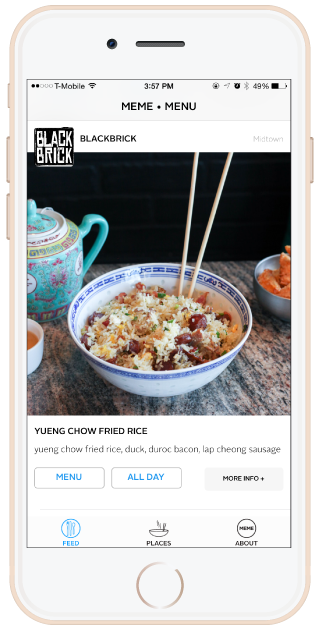 T-Mobile 3:57 PM 49%
MEME • MENU
BLACK BRICK
BLACKBRICK Midtown
YUENG CHOW FRIED RICE
yueng chow fried rice, duck, duroc bacon, lap cheong sausage
MENU ALL DAY MORE INFO +
MEME
FEED PLACES ABOUT